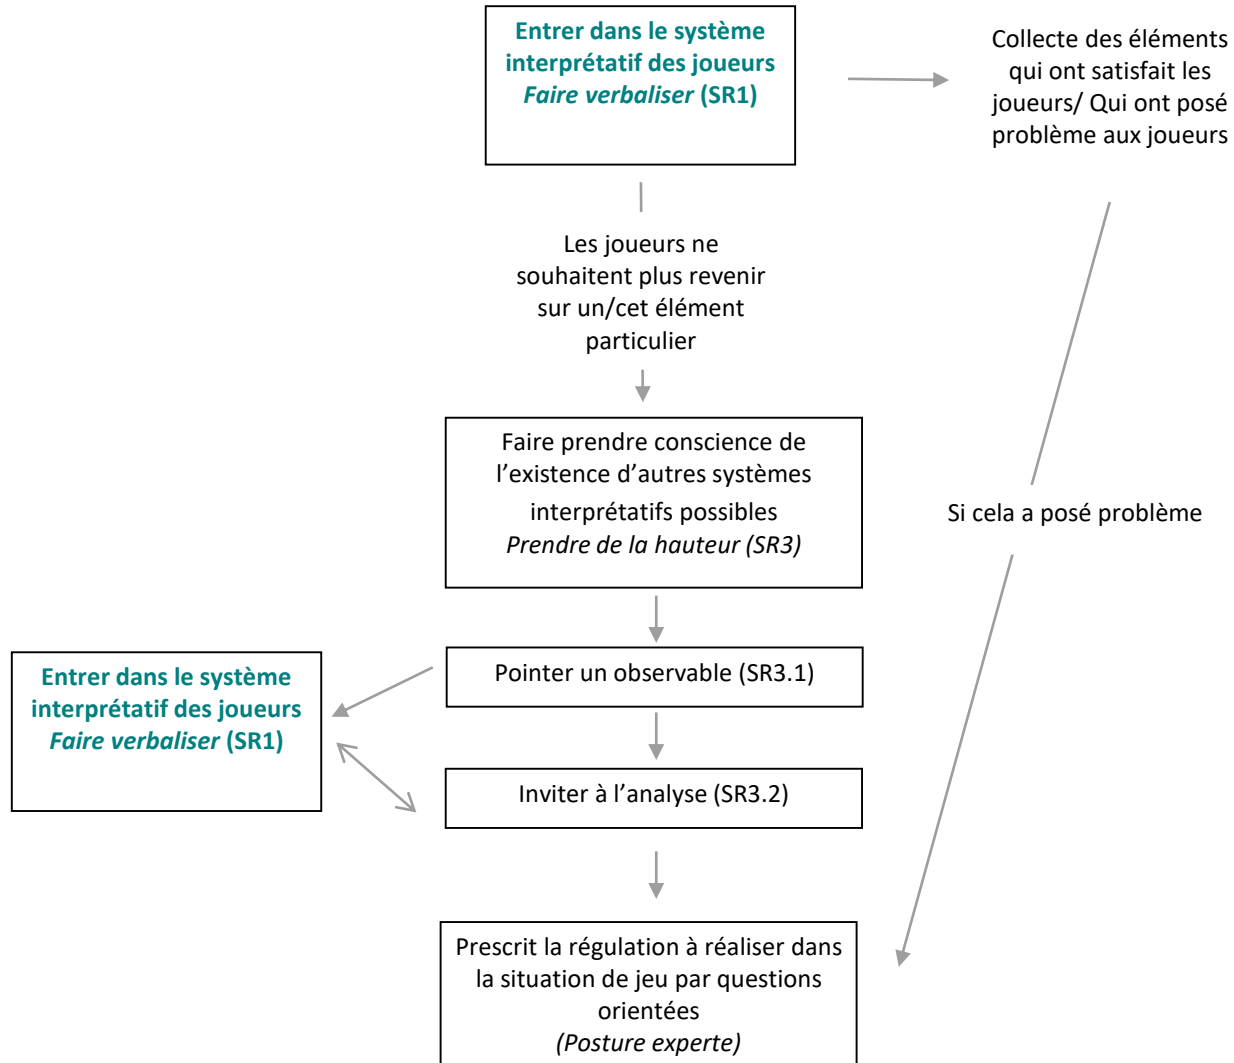 Entrer dans le système
interprétatif des joueurs
Faire verbaliser (SR1)
Collecte des éléments
qui ont satisfait les
joueurs/ Qui ont posé
problème aux joueurs
Les joueurs ne
souhaitent plus revenir
sur un/cet élément
particulier
Faire prendre conscience de
l’existence d’autres systèmes
interprétatifs possibles
Prendre de la hauteur (SR3)
Si cela a posé problème
Pointer un observable (SR3.1)
Entrer dans le système
interprétatif des joueurs
Faire verbaliser (SR1)
Inviter à l’analyse (SR3.2)
Prescrit la régulation à réaliser dans
la situation de jeu par questions
orientées
(Posture experte)